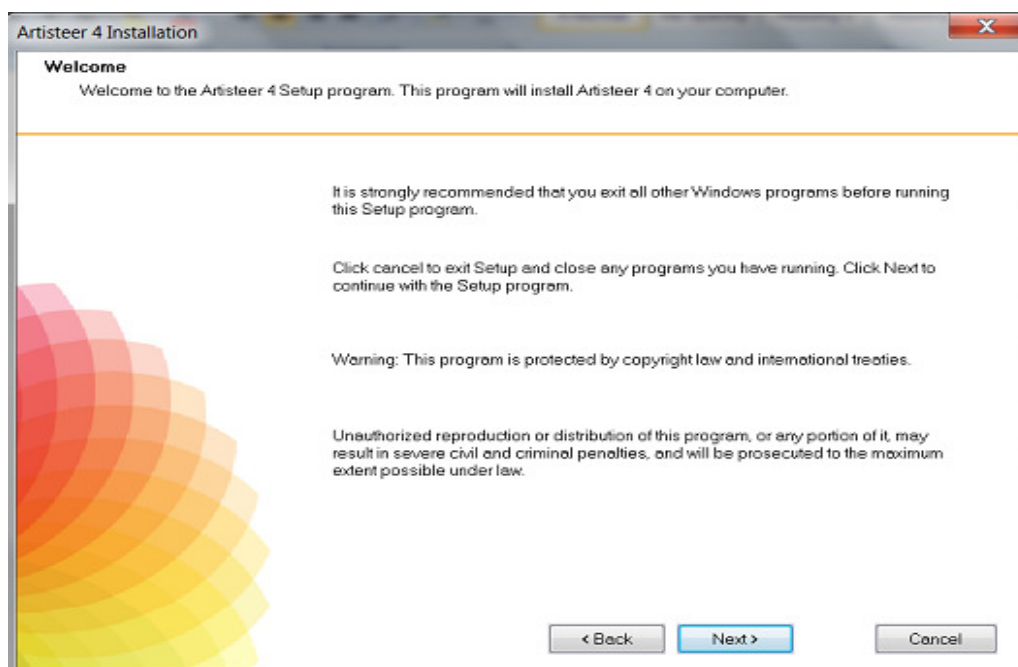 Artisteer 4 Installation
Welcome
Welcome to the Artisteer 4 Setup program. This program will install Artisteer 4 on your computer.
It is strongly recommended that you exit all other Windows programs before running
this Setup program.
Click cancel to exit Setup and close any programs you have running. Click Next to
continue with the Setup program.
Warning: This program is protected by copyright law and international treaties.
Unauthorized reproduction or distribution of this program, or any portion of it, may
result in severe civil and criminal penalties, and will be prosecuted to the maximum
extent possible under law.
< Back Next > Cancel